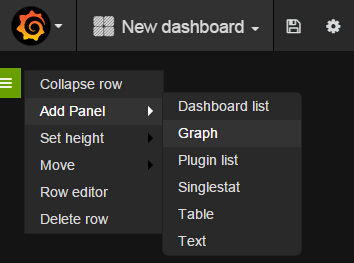 New dashboard
Collapse row
Add Panel
Set height
Move
Row editor
Delete row
Dashboard list
Graph
Plugin list
Singlestat
Table
Text